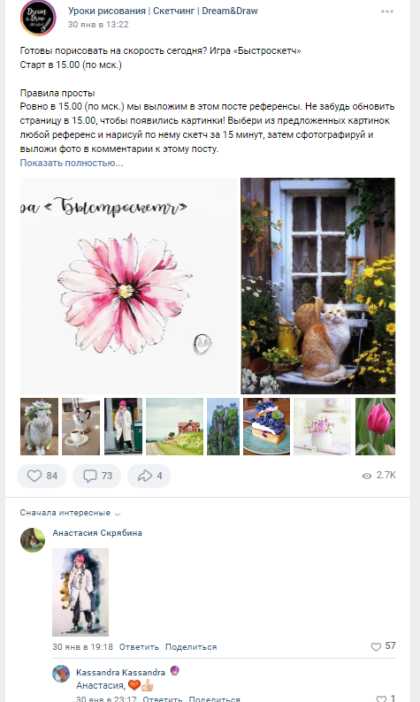 Dream
&Draw
Уроки рисования | Скетчинг | Dream&Draw
30 янв в 13:22
Готовы порисовать на скорость сегодня? Игра «Быстроскетч»
Старт в 15.00 (по мск.)
Правила просты
Ровно в 15.00 (по мск.) мы выложим в этом посте референсы. Не забудь обновить
страницу в 15.00, чтобы появились картинки! Выбери из предложенных картинок
любой референс и нарисуй по нему скетч за 15 минут, затем сфотографируй и
выложи фото в комментарии к этому посту.
Показать полностью...
ра «Быстроскетч»
84
73
4
2.7K
Сначала интересные
Анастасия Скрябина
30 янв в 19:18 Ответить Поделиться
57
Kassandra Kassandra
Анастасия,
30 янв в 23:17 Ответить Поделиться
1